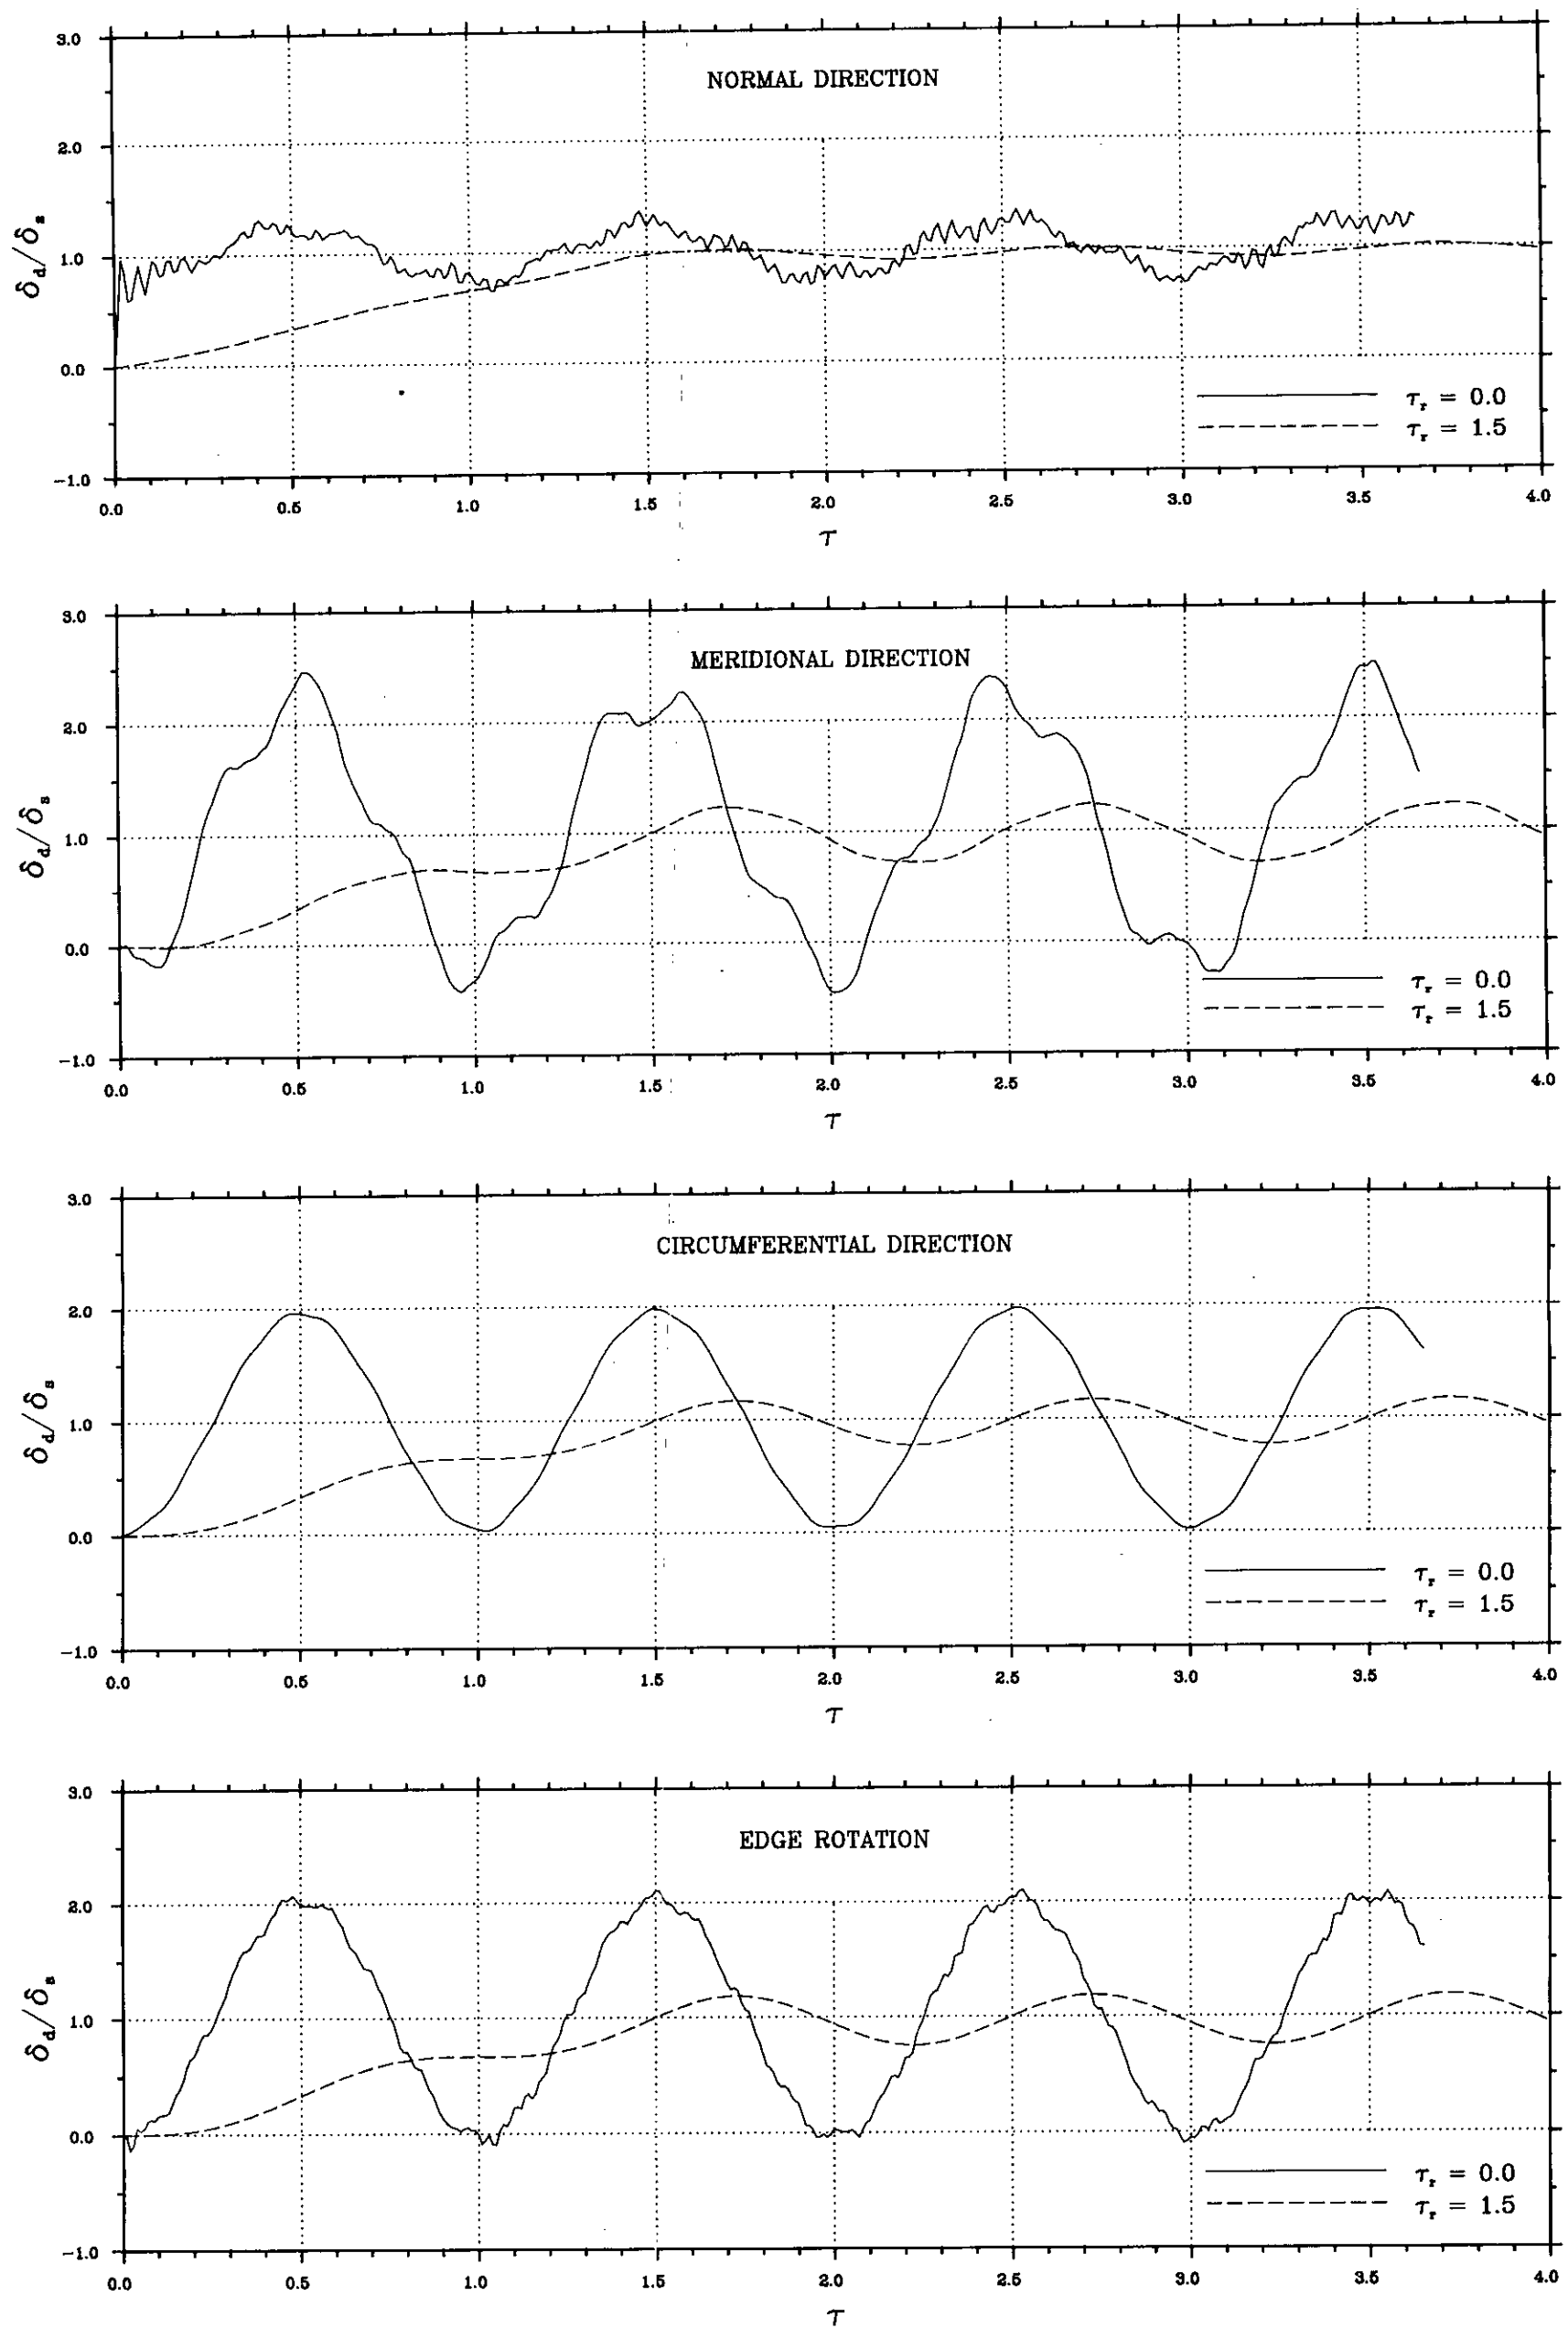 NORMAL DIRECTION
3.0
2.0
1.0
0.0
−1.0
δd/δs
τr = 0.0
τr = 1.5
0.0 0.5 1.0 1.5 2.0 2.5 3.0 3.5 4.0
τ
MERIDIONAL DIRECTION
3.0
2.0
1.0
0.0
−1.0
δd/δs
τr = 0.0
τr = 1.5
0.0 0.5 1.0 1.5 2.0 2.5 3.0 3.5 4.0
τ
CIRCUMFERENTIAL DIRECTION
3.0
2.0
1.0
0.0
−1.0
δd/δs
τr = 0.0
τr = 1.5
0.0 0.5 1.0 1.5 2.0 2.5 3.0 3.5 4.0
τ
EDGE ROTATION
3.0
2.0
1.0
0.0
−1.0
δd/δs
τr = 0.0
τr = 1.5
0.0 0.5 1.0 1.5 2.0 2.5 3.0 3.5 4.0
τ